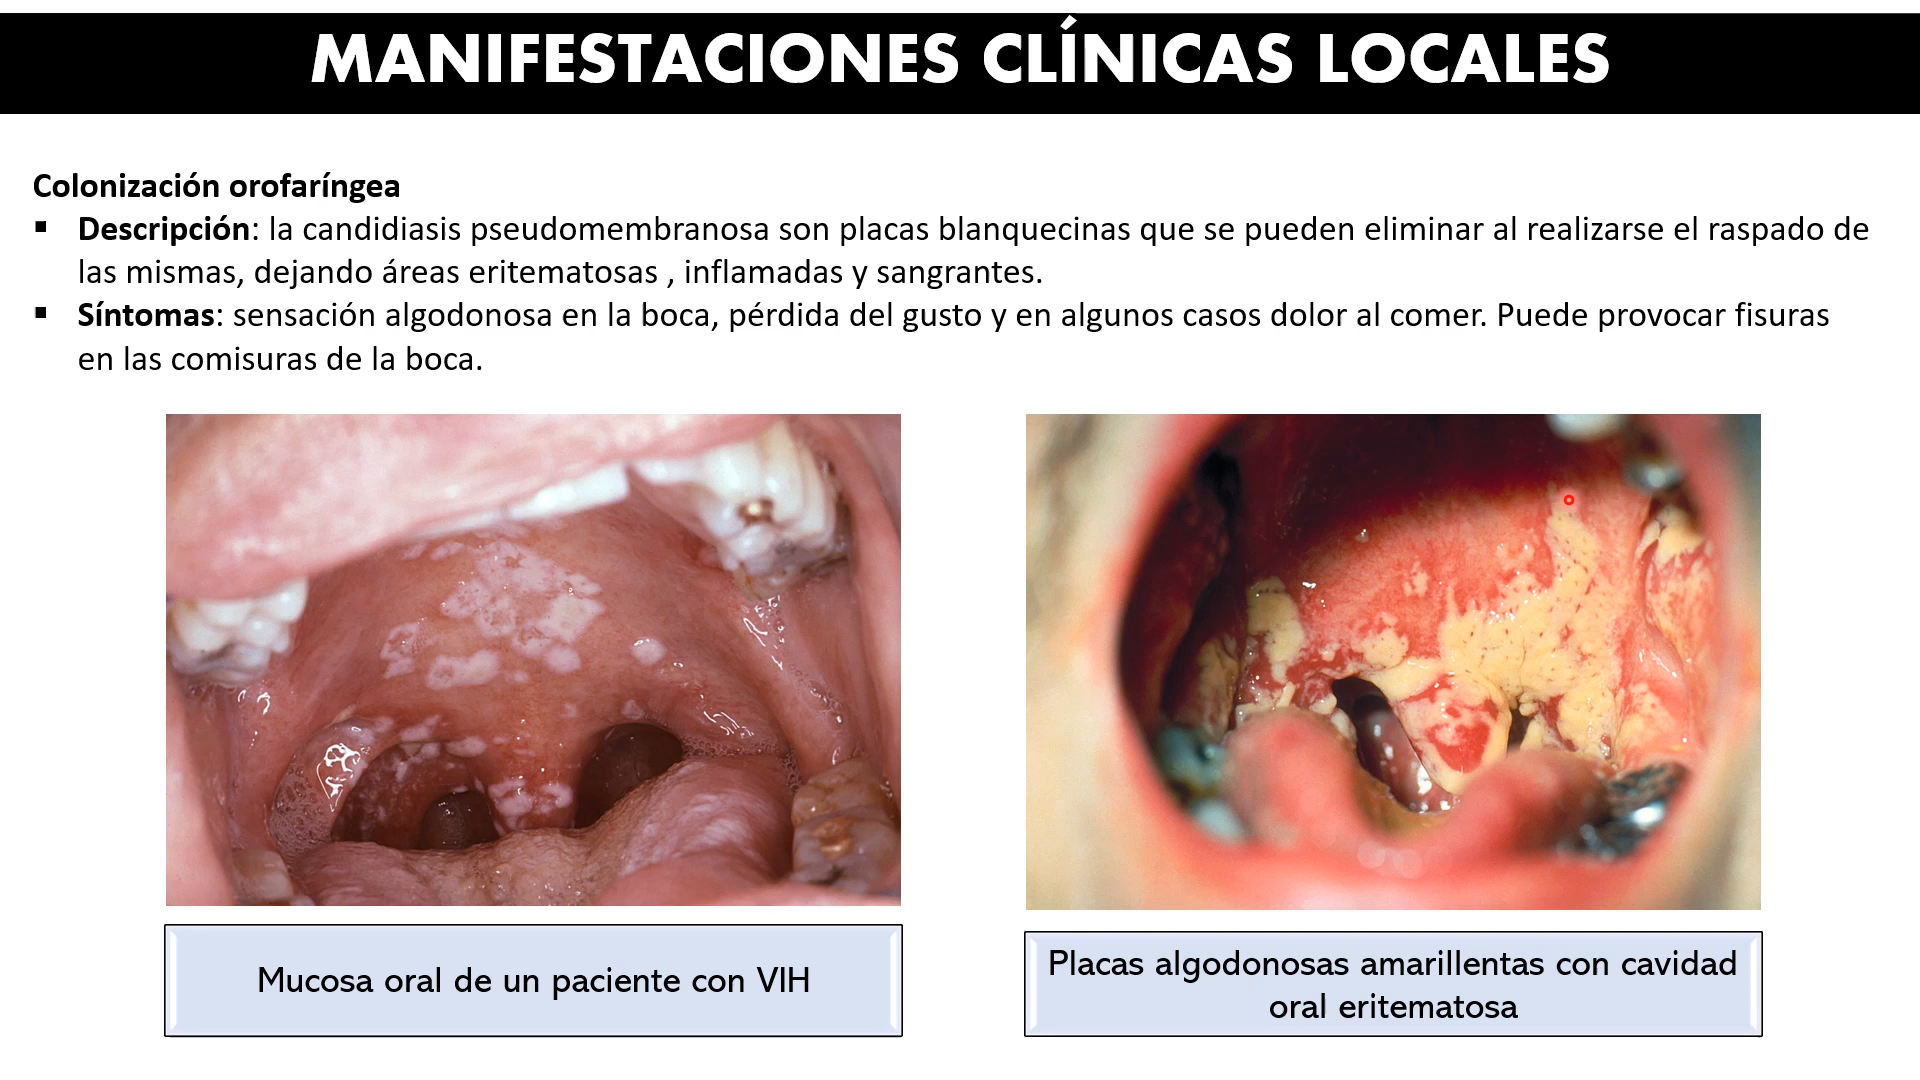 MANIFESTACIONES CLÍNICAS LOCALES
Colonización orofaríngea
▪ Descripción: la candidiasis pseudomembranosa son placas blanquecinas que se pueden eliminar al realizarse el raspado de
las mismas, dejando áreas eritematosas , inflamadas y sangrantes.
▪ Síntomas: sensación algodonosa en la boca, pérdida del gusto y en algunos casos dolor al comer. Puede provocar fisuras
en las comisuras de la boca.
Mucosa oral de un paciente con VIH
Placas algodonosas amarillentas con cavidad
oral eritematosa